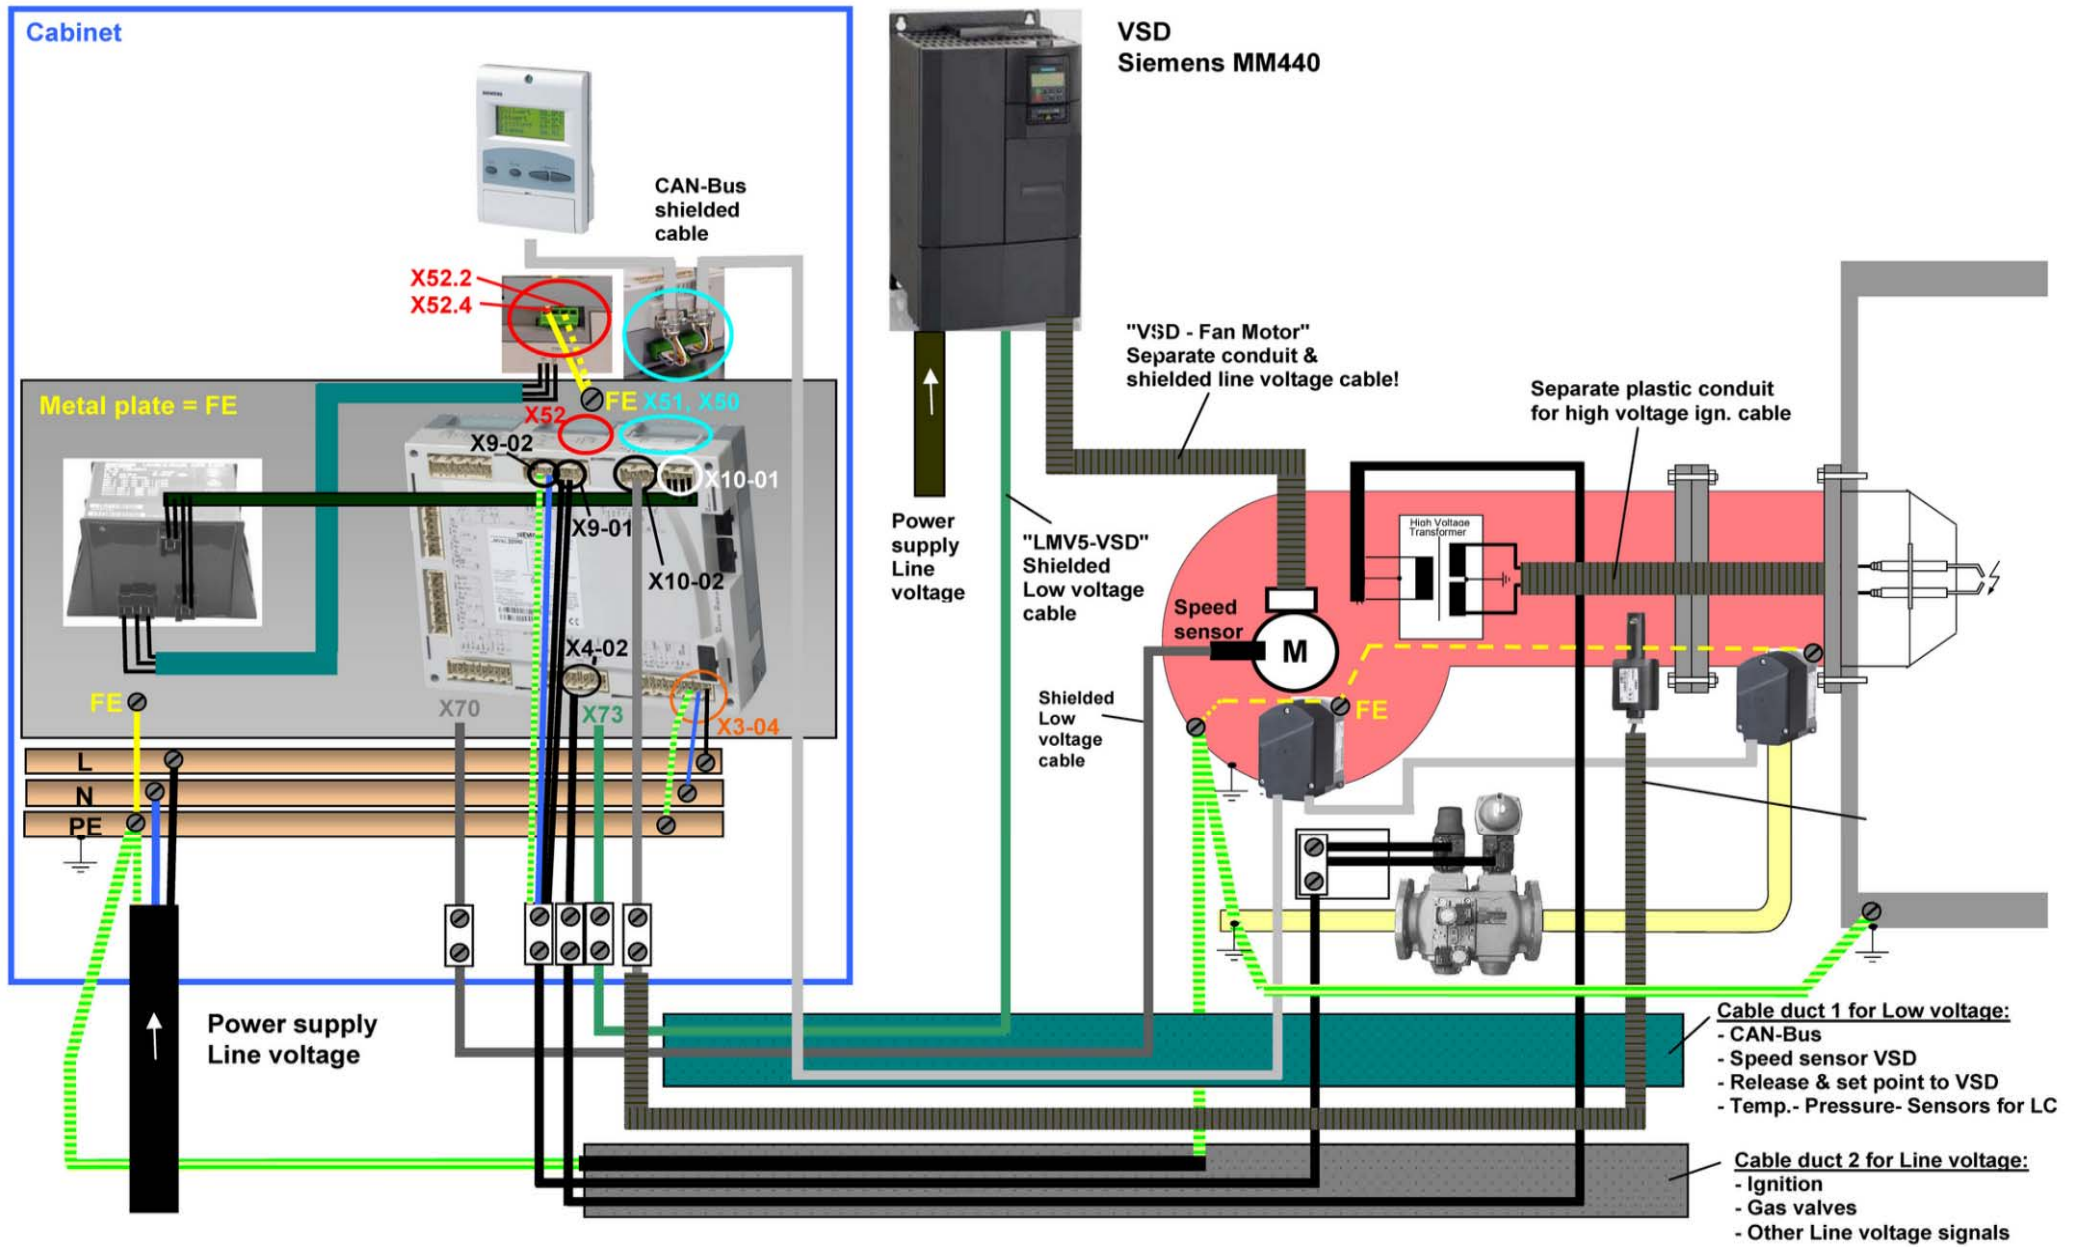 Cabinet
VSD
Siemens MM440
SIEMENS
CAN-Bus
shielded
cable
X52.2
X52.4
"VSD - Fan Motor"
Separate conduit &
shielded line voltage cable!
Separate plastic conduit
for high voltage ign. cable
Metal plate = FE
FE
X51, X50
X52
X9-02
X10-01
X9-01
X10-02
Power
supply
Line
voltage
"LMV5-VSD"
Shielded
Low voltage
cable
High Voltage
Transformer
Speed
sensor
M
X4-02
FE
X70
X73
X3-04
Shielded
Low
voltage
cable
FE
L
N
PE
Power supply
Line voltage
Cable duct 1 for Low voltage:
- CAN-Bus
- Speed sensor VSD
- Release & set point to VSD
- Temp.- Pressure- Sensors for LC
Cable duct 2 for Line voltage:
- Ignition
- Gas valves
- Other Line voltage signals